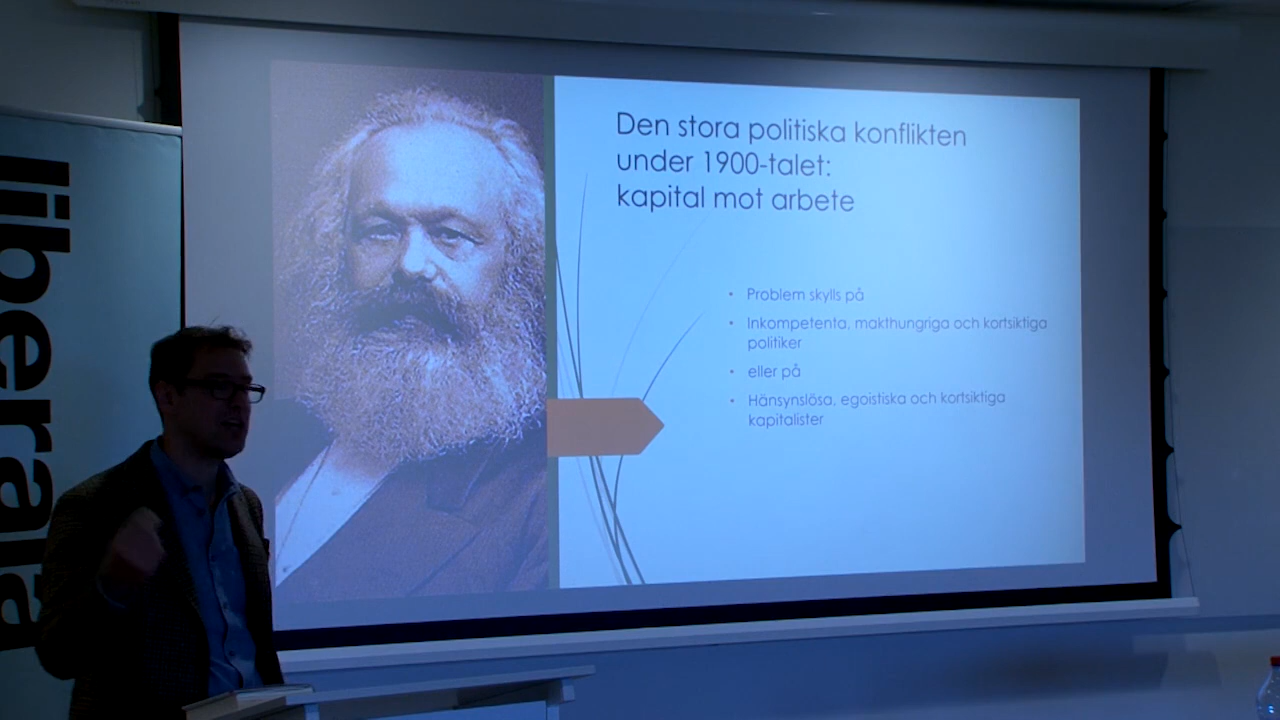 liberala
Den stora politiska konflikten
under 1900-talet:
kapital mot arbete
• Problem skylls på
• Inkompetenta, makthungriga och kortsiktiga
politiker
• eller på
• Hänsynslösa, egoistiska och kortsiktiga
kapitalister